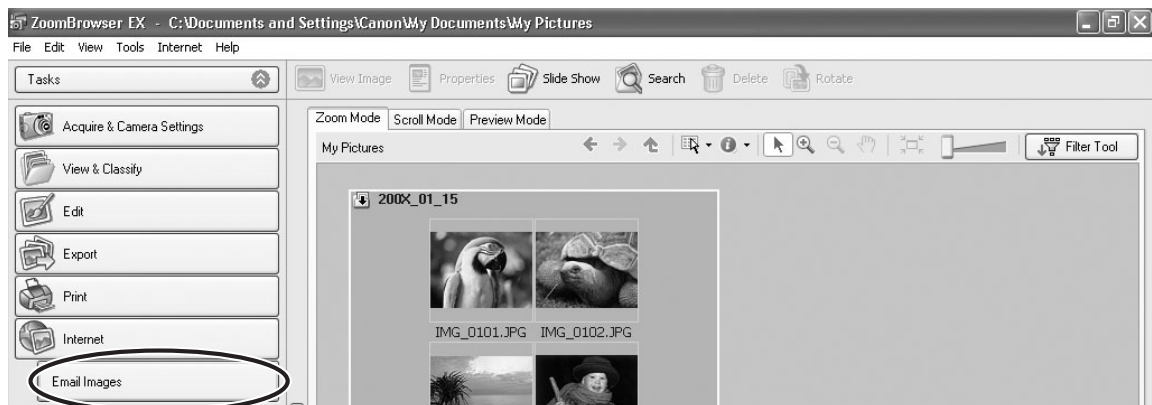 ZoomBrowser EX - C:\Documents and Settings\Canon\My Documents\My Pictures
File Edit View Tools Internet Help
Tasks
View Image Properties Slide Show Search Delete Rotate
Acquire & Camera Settings
View & Classify
Edit
Export
Print
Internet
Email Images
Zoom Mode Scroll Mode Preview Mode
My Pictures
Filter Tool
200X_01_15
IMG_0101.JPG IMG_0102.JPG